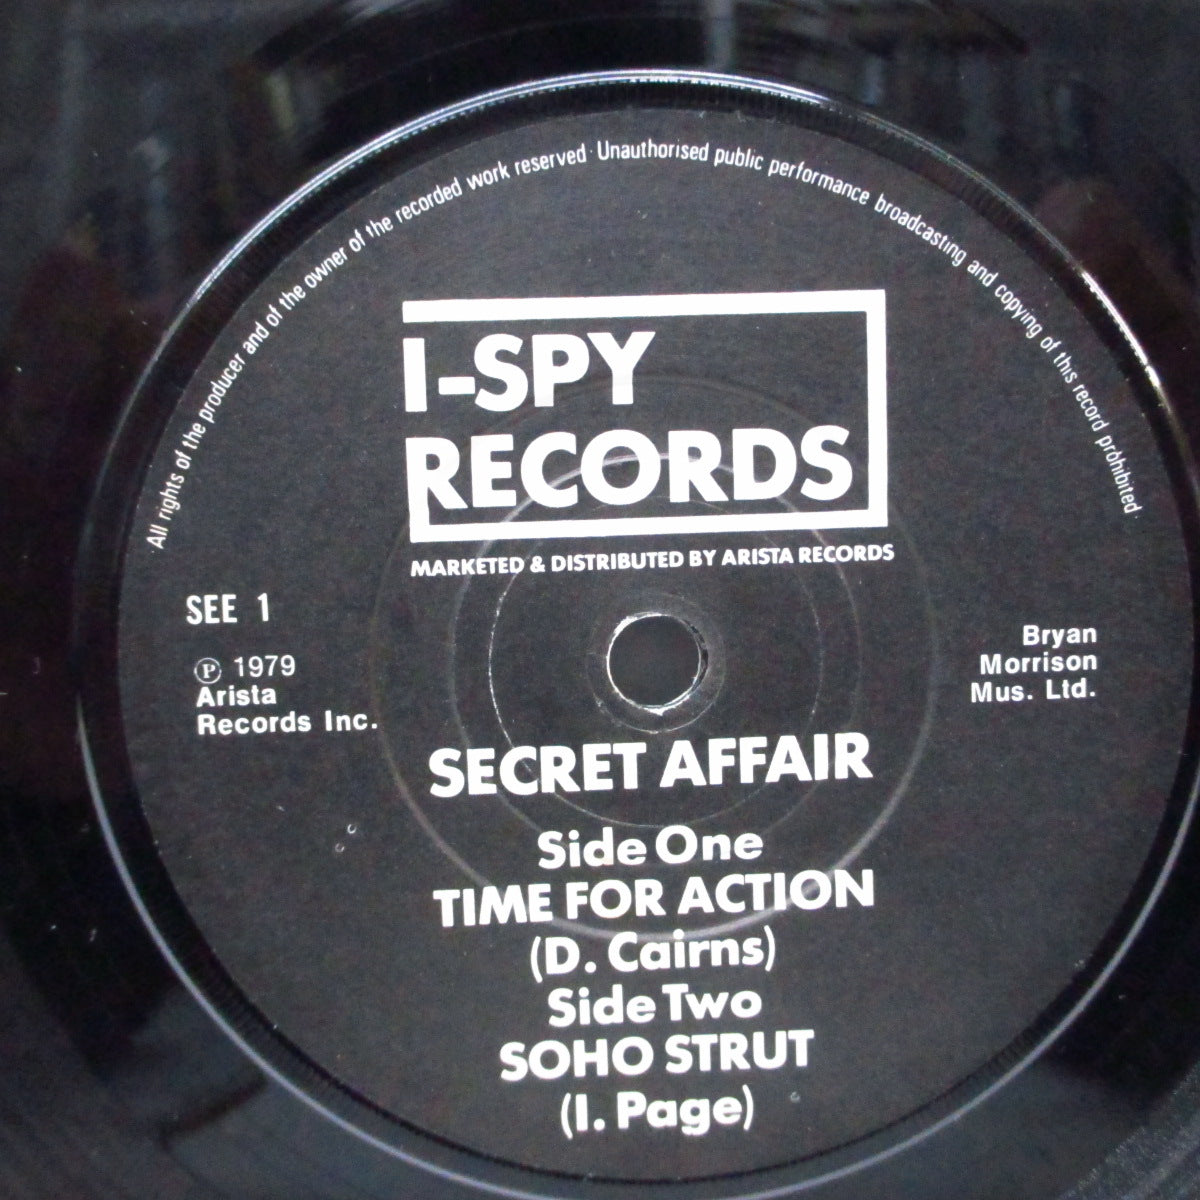 All rights of the producer and of the owner of the recorded work reserved · Unauthorised public performance broadcasting and copying of this record prohibited
I-SPY
RECORDS
MARKETED & DISTRIBUTED BY ARISTA RECORDS
SEE 1
℗ 1979
Arista
Records Inc.
Bryan
Morrison
Mus. Ltd.
SECRET AFFAIR
Side One
TIME FOR ACTION
(D. Cairns)
Side Two
SOHO STRUT
(I. Page)